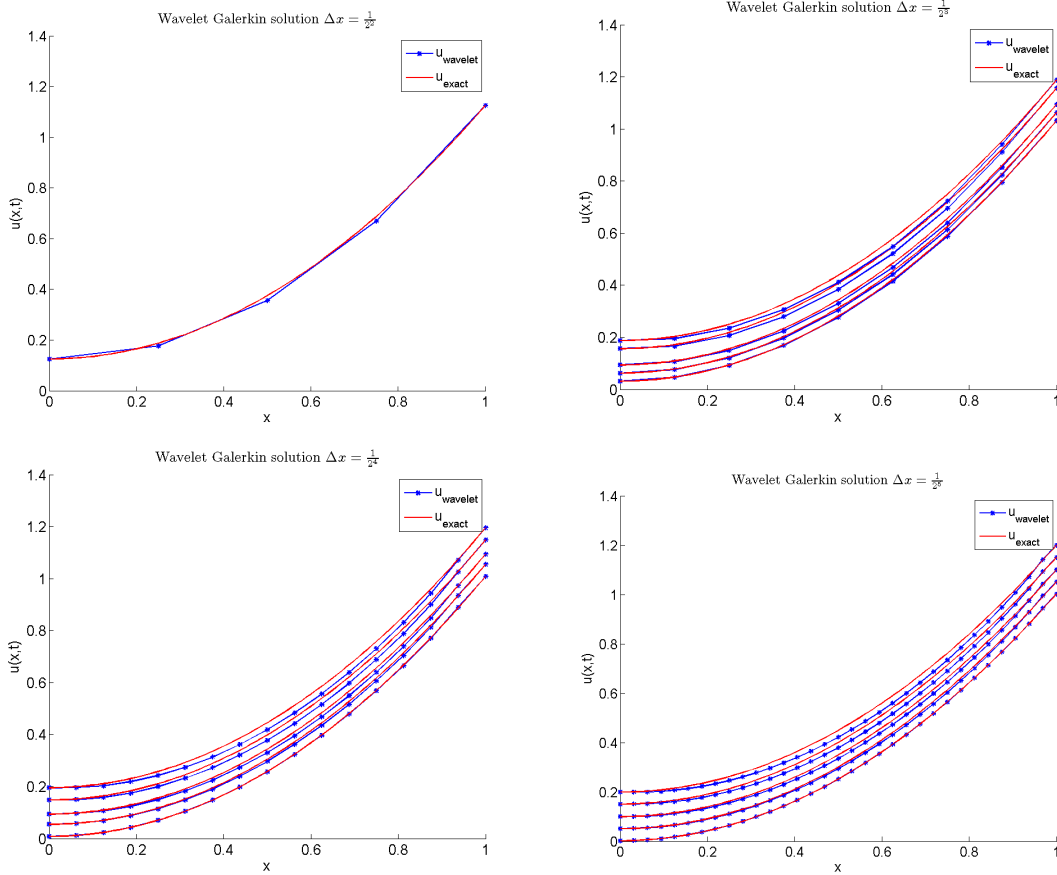 Wavelet Galerkin solution Δx = 1/2²
u_wavelet
u_exact
1.4
1.2
1
0.8
0.6
0.4
0.2
0
u(x,t)
0 0.2 0.4 0.6 0.8 1
x
Wavelet Galerkin solution Δx = 1/2³
u_wavelet
u_exact
1.4
1.2
1
0.8
0.6
0.4
0.2
0
u(x,t)
0 0.2 0.4 0.6 0.8 1
x
Wavelet Galerkin solution Δx = 1/2⁴
u_wavelet
u_exact
1.4
1.2
1
0.8
0.6
0.4
0.2
0
u(x,t)
0 0.2 0.4 0.6 0.8 1
x
Wavelet Galerkin solution Δx = 1/2⁵
u_wavelet
u_exact
1.4
1.2
1
0.8
0.6
0.4
0.2
0
u(x,t)
0 0.2 0.4 0.6 0.8 1
x